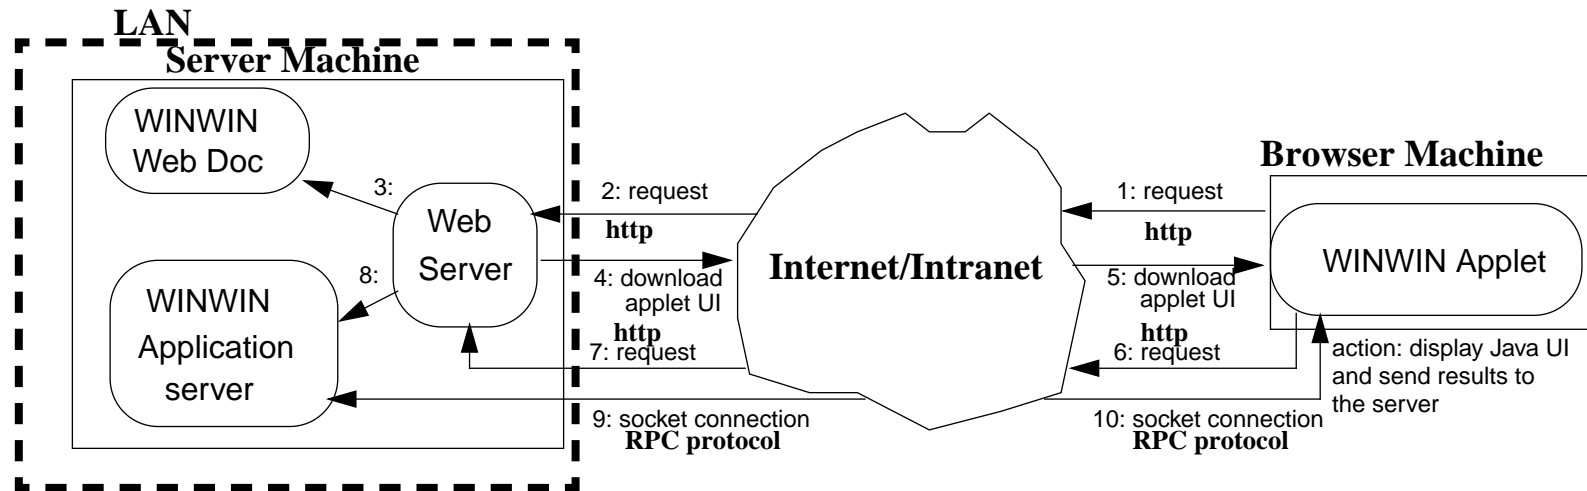 LAN
Server Machine
WINWIN
Web Doc
3:
Web
Server
8:
WINWIN
Application
server
2: request
http
4: download
applet UI
http
7: request
9: socket connection
RPC protocol
Internet/Intranet
Browser Machine
1: request
http
WINWIN Applet
5: download
applet UI
http
6: request
10: socket connection
RPC protocol
action: display Java UI
and send results to
the server